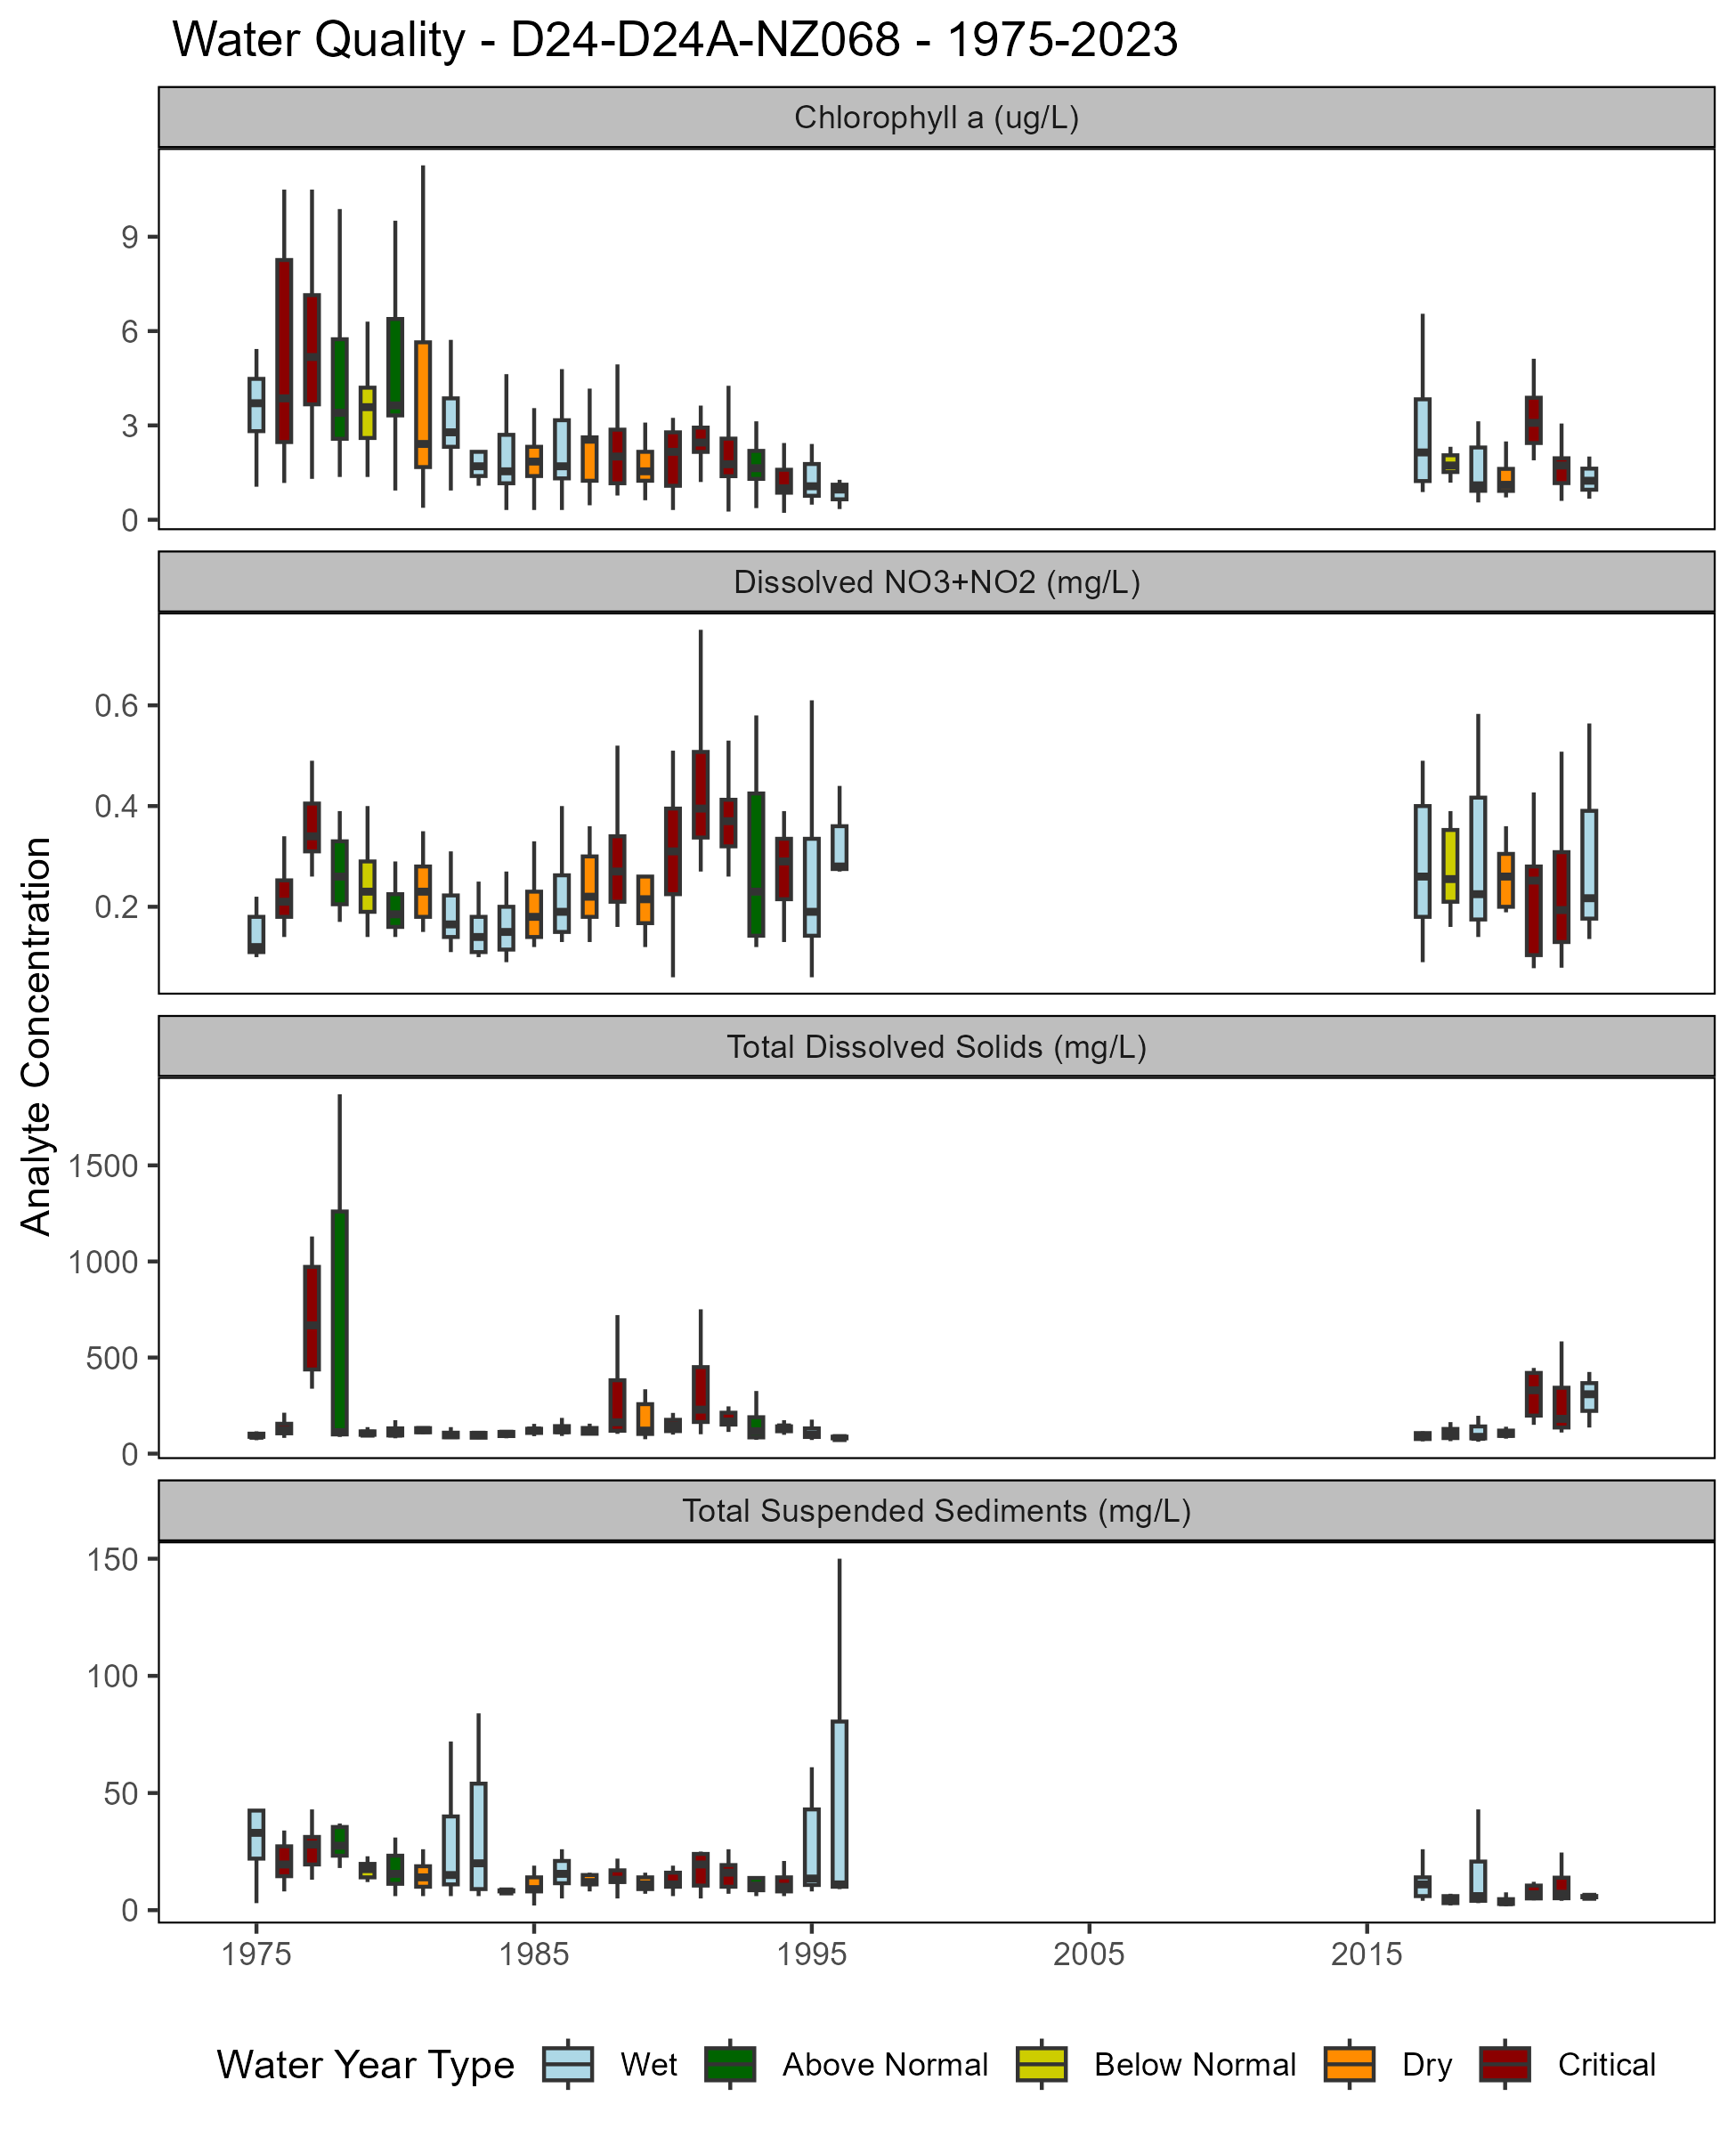 Water Quality - D24-D24A-NZ068 - 1975-2023
Chlorophyll a (ug/L)
9
6
3
0
Dissolved NO3+NO2 (mg/L)
0.6
0.4
0.2
Analyte Concentration
Total Dissolved Solids (mg/L)
1500
1000
500
0
Total Suspended Sediments (mg/L)
150
100
50
0
1975 1985 1995 2005 2015
Water Year Type Wet Above Normal Below Normal Dry Critical